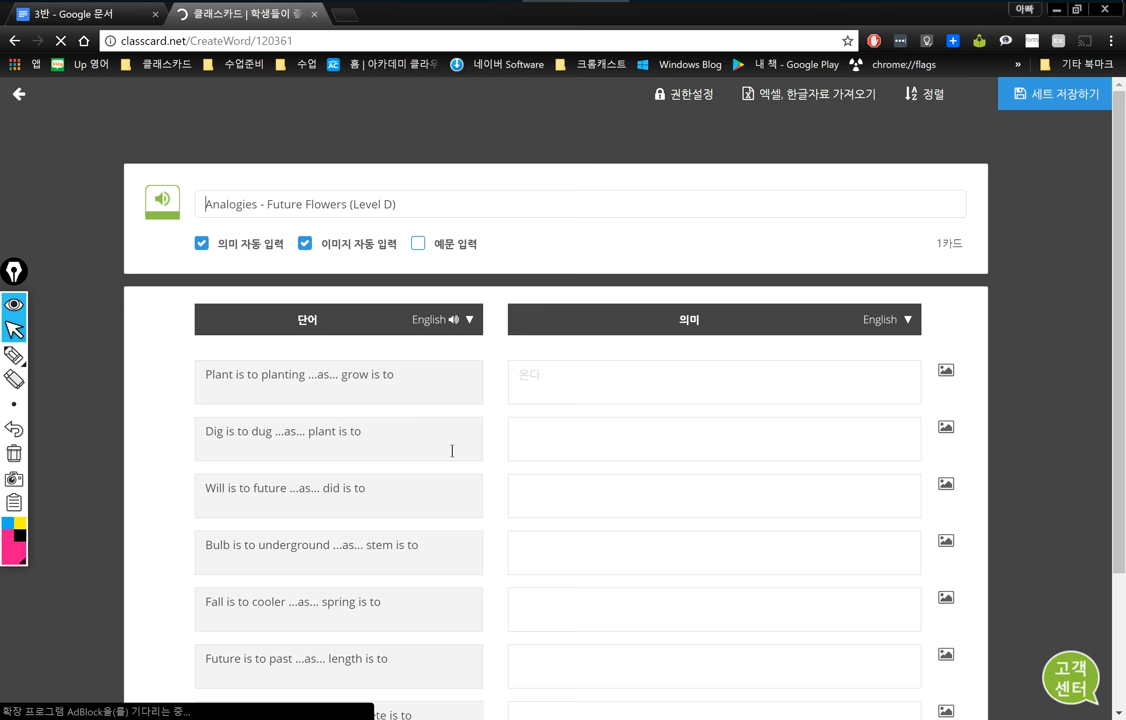 3반 - Google 문서
클래스카드 | 학생들이 좋
아빠
classcard.net/CreateWord/120361
앱
Up 영어
클래스카드
수업준비
수업
홈 | 아카데미 클라우
네이버 Software
크롬캐스트
Windows Blog
내 책 - Google Play
chrome://flags
»
기타 북마크
권한설정
엑셀, 한글자료 가져오기
정렬
세트 저장하기
Analogies - Future Flowers (Level D)
의미 자동 입력
이미지 자동 입력
예문 입력
1카드
단어
English
의미
English
Plant is to planting ...as... grow is to
온다
Dig is to dug ...as... plant is to
Will is to future ...as... did is to
Bulb is to underground ...as... stem is to
Fall is to cooler ...as... spring is to
Future is to past ...as... length is to
ete is to
고객
센터
확장 프로그램 AdBlock을(를) 기다리는 중...